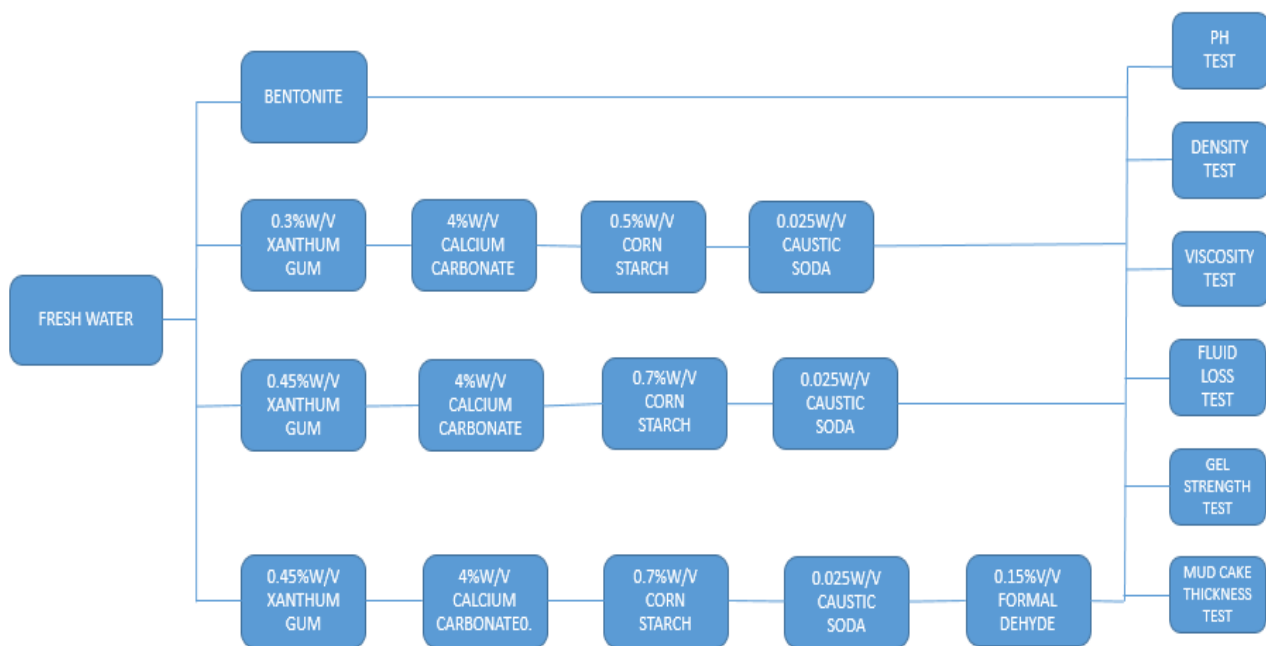 FRESH WATER
BENTONITE
0.3%W/V
XANTHUM
GUM
4%W/V
CALCIUM
CARBONATE
0.5%W/V
CORN
STARCH
0.025W/V
CAUSTIC
SODA
0.45%W/V
XANTHUM
GUM
4%W/V
CALCIUM
CARBONATE
0.7%W/V
CORN
STARCH
0.025W/V
CAUSTIC
SODA
0.45%W/V
XANTHUM
GUM
4%W/V
CALCIUM
CARBONATE0.
0.7%W/V
CORN
STARCH
0.025W/V
CAUSTIC
SODA
0.15%V/V
FORMAL
DEHYDE
PH
TEST
DENSITY
TEST
VISCOSITY
TEST
FLUID
LOSS
TEST
GEL
STRENGTH
TEST
MUD CAKE
THICKNESS
TEST